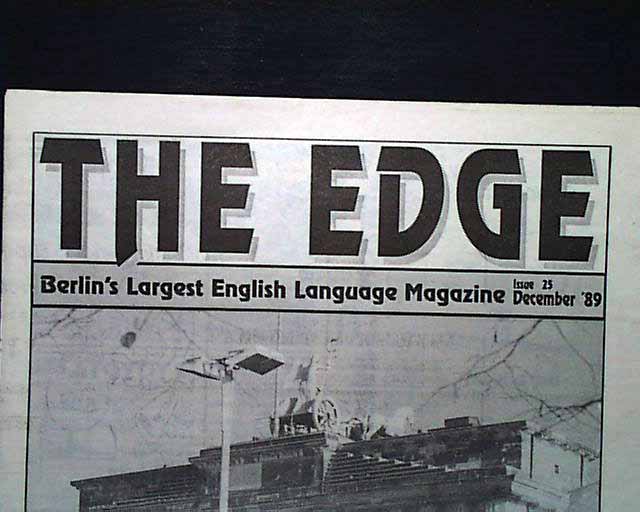 THE EDGE
Berlin's Largest English Language Magazine
Issue 25
December '89